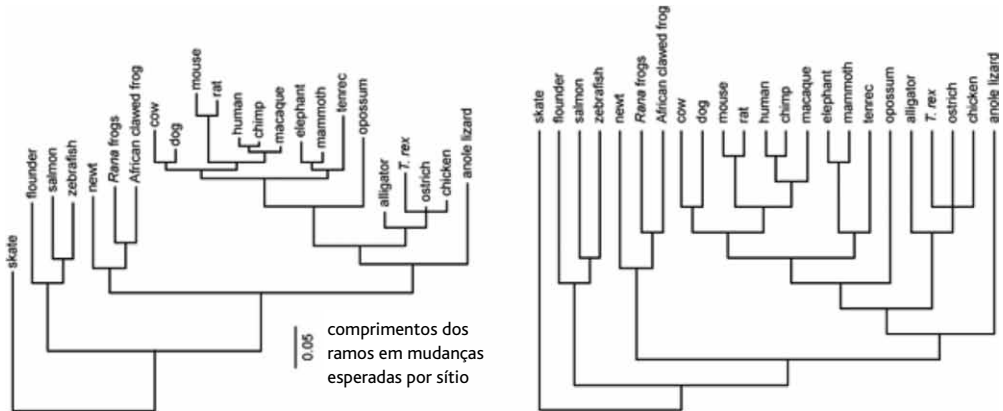 skate
flounder
salmon
zebrafish
newt
Rana frogs
African clawed frog
cow
dog
mouse
rat
human
chimp
macaque
elephant
mammoth
tenrec
opossum
alligator
T. rex
ostrich
chicken
anole lizard
0.05
comprimentos dos
ramos em mudanças
esperadas por sítio
skate
flounder
salmon
zebrafish
newt
Rana frogs
African clawed frog
cow
dog
mouse
rat
human
chimp
macaque
elephant
mammoth
tenrec
opossum
alligator
T. rex
ostrich
chicken
anole lizard